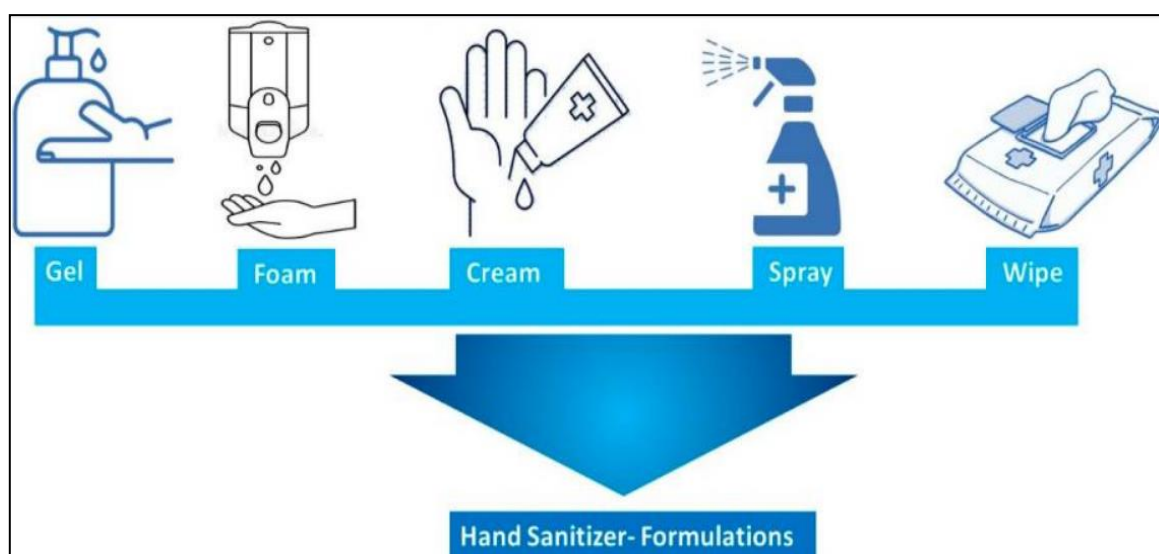 Gel
Foam
Cream
Spray
Wipe
Hand Sanitizer- Formulations